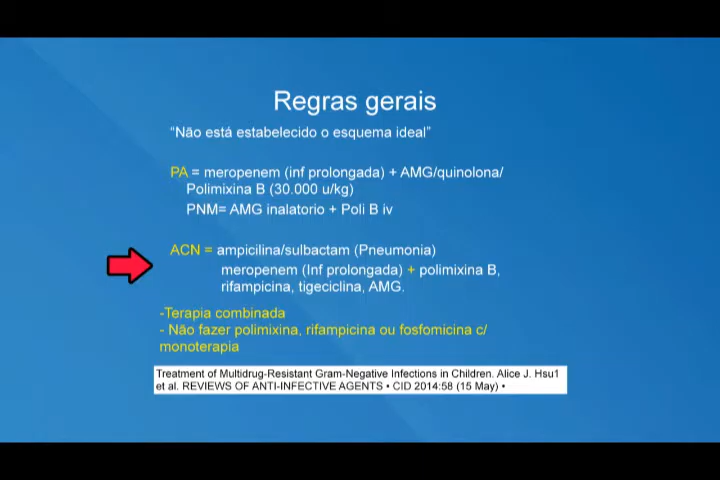 Regras gerais
"Não está estabelecido o esquema ideal"
PA = meropenem (inf prolongada) + AMG/quinolona/
Polimixina B (30.000 u/kg)
PNM= AMG inalatorio + Poli B iv
ACN = ampicilina/sulbactam (Pneumonia)
meropenem (Inf prolongada) + polimixina B,
rifampicina, tigeciclina, AMG.
-Terapia combinada
- Não fazer polimixina, rifampicina ou fosfomicina c/
monoterapia
Treatment of Multidrug-Resistant Gram-Negative Infections in Children. Alice J. Hsu1
et al. REVIEWS OF ANTI-INFECTIVE AGENTS • CID 2014:58 (15 May) •